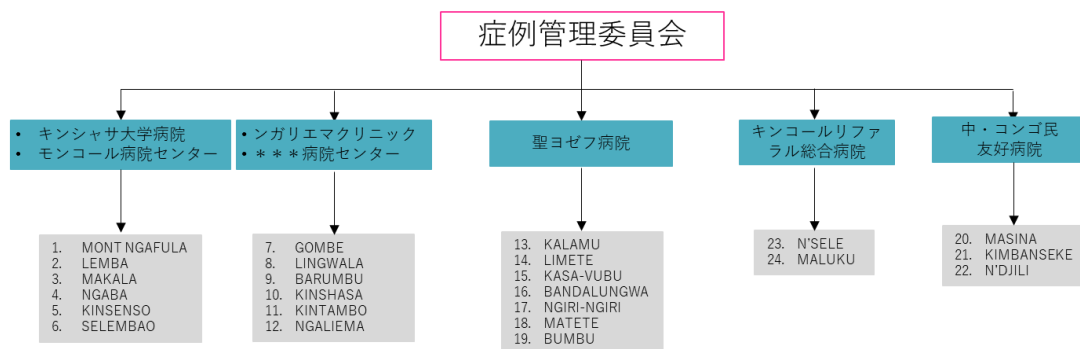 症例管理委員会
• キンシャサ大学病院
• モンコール病院センター
• ンガリエマクリニック
• ＊＊＊病院センター
聖ヨゼフ病院
キンコールリファ
ラル総合病院
中・コンゴ民
友好病院
1. MONT NGAFULA
2. LEMBA
3. MAKALA
4. NGABA
5. KINSENSO
6. SELEMBAO
7. GOMBE
8. LINGWALA
9. BARUMBU
10. KINSHASA
11. KINTAMBO
12. NGALIEMA
13. KALAMU
14. LIMETE
15. KASA-VUBU
16. BANDALUNGWA
17. NGIRI-NGIRI
18. MATETE
19. BUMBU
23. N'SELE
24. MALUKU
20. MASINA
21. KIMBANSEKE
22. N'DJILI